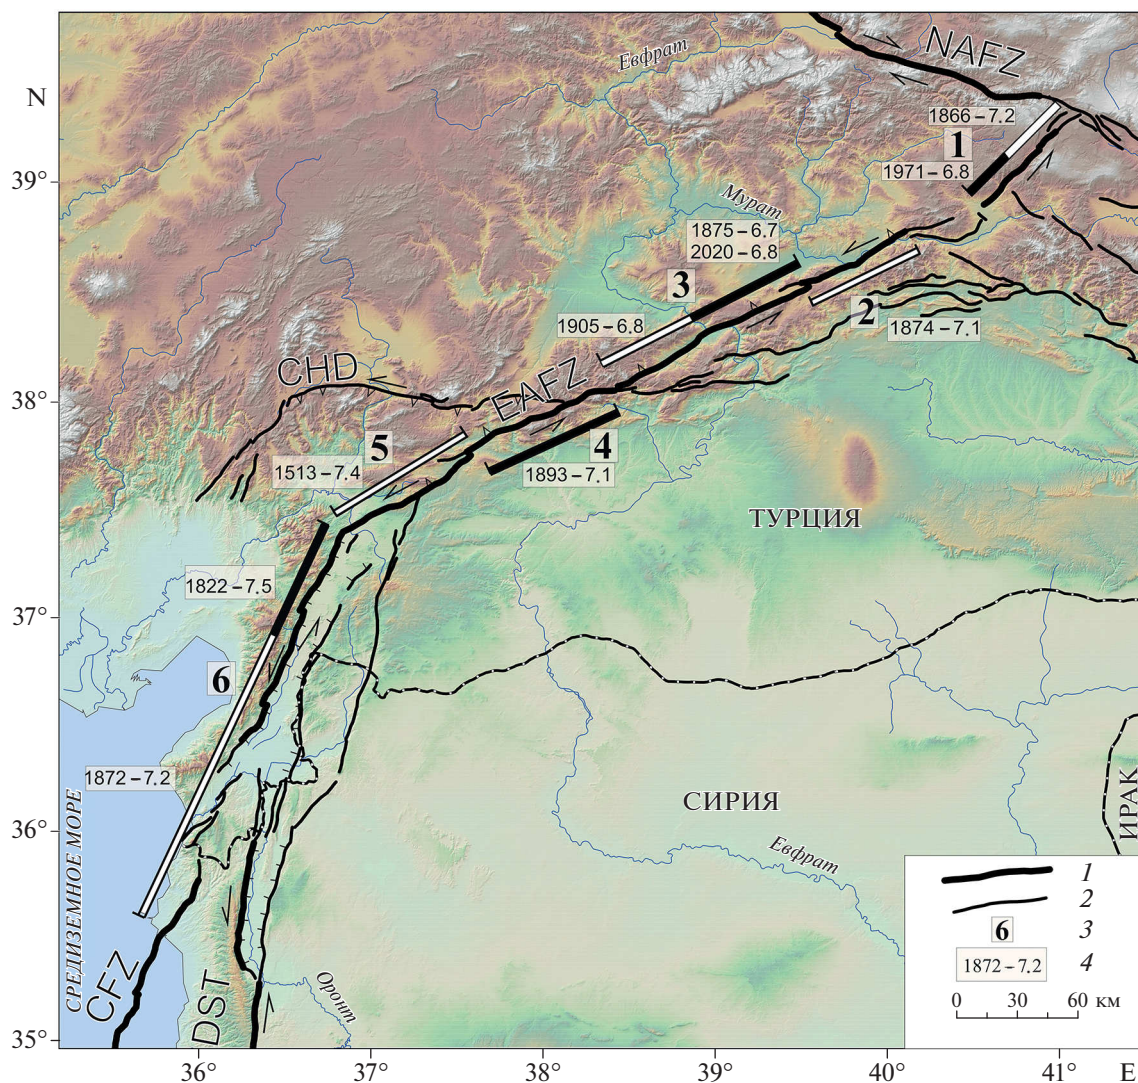 N
NAFZ
Евфрат
1866–7.2
1
1971–6.8
39°
Мурат
1875–6.7
2020–6.8
3
1905–6.8
2
1874–7.1
CHD
EAFZ
38°
5
4
1513–7.4
1893–7.1
ТУРЦИЯ
1822–7.5
37°
6
1872–7.2
СИРИЯ
ИРАК
36°
Евфрат
СРЕДИЗЕМНОЕ МОРЕ
1
2
6
3
1872–7.2
4
0 30 60 км
CFZ
DST
Оронт
35°
36° 37° 38° 39° 40° 41° E